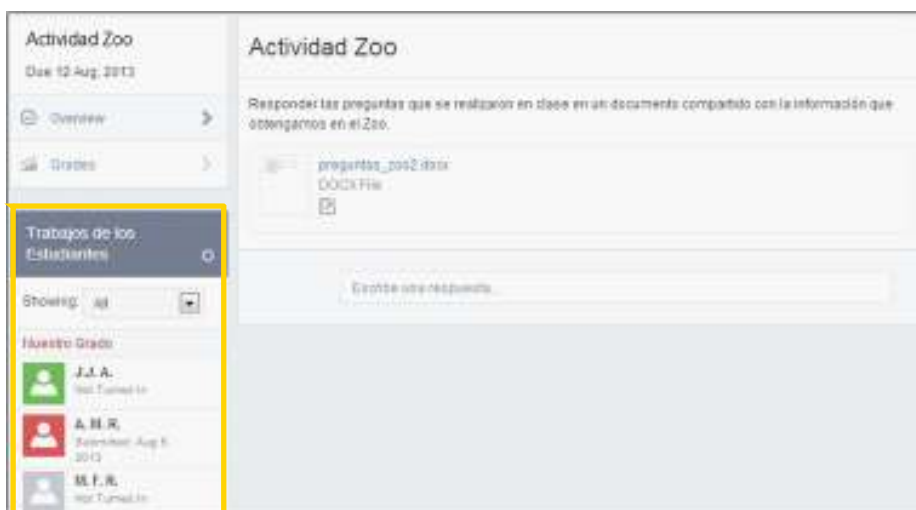 Actividad Zoo
Due 12 Aug, 2013
Overview
Grades
Trabajos de los
Estudiantes
Showing: All
Nuestro Grado
J.J. A.
Not Turned In
A. M. R.
Submitted: Aug
2013
M. F. R.
Not Turned In
Actividad Zoo
Responder las preguntas que se realizaron en clase en un documento compartido con la información que
obtengamos en el Zoo.
preguntas_zoo2.docx
DOCX File
Escribe una respuesta...